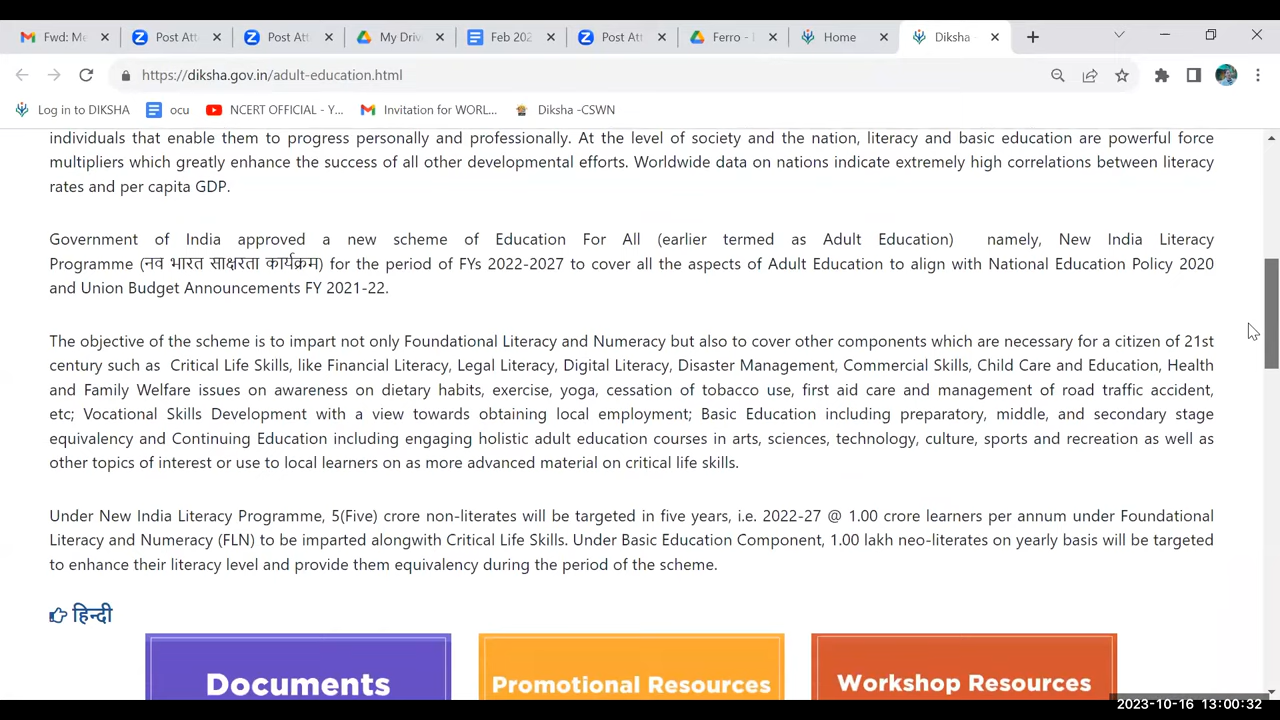 Fwd: Me
Post Att
Post Att
My Driv
Feb 202
Post Att
Ferro -
Home
Diksha
https://diksha.gov.in/adult-education.html
Log in to DIKSHA
ocu
NCERT OFFICIAL - Y...
Invitation for WORL...
Diksha -CSWN
individuals that enable them to progress personally and professionally. At the level of society and the nation, literacy and basic education are powerful force
multipliers which greatly enhance the success of all other developmental efforts. Worldwide data on nations indicate extremely high correlations between literacy
rates and per capita GDP.
Government of India approved a new scheme of Education For All (earlier termed as Adult Education) namely, New India Literacy
Programme (नव भारत साक्षरता कार्यक्रम) for the period of FYs 2022-2027 to cover all the aspects of Adult Education to align with National Education Policy 2020
and Union Budget Announcements FY 2021-22.
The objective of the scheme is to impart not only Foundational Literacy and Numeracy but also to cover other components which are necessary for a citizen of 21st
century such as Critical Life Skills, like Financial Literacy, Legal Literacy, Digital Literacy, Disaster Management, Commercial Skills, Child Care and Education, Health
and Family Welfare issues on awareness on dietary habits, exercise, yoga, cessation of tobacco use, first aid care and management of road traffic accident,
etc; Vocational Skills Development with a view towards obtaining local employment; Basic Education including preparatory, middle, and secondary stage
equivalency and Continuing Education including engaging holistic adult education courses in arts, sciences, technology, culture, sports and recreation as well as
other topics of interest or use to local learners on as more advanced material on critical life skills.
Under New India Literacy Programme, 5(Five) crore non-literates will be targeted in five years, i.e. 2022-27 @ 1.00 crore learners per annum under Foundational
Literacy and Numeracy (FLN) to be imparted alongwith Critical Life Skills. Under Basic Education Component, 1.00 lakh neo-literates on yearly basis will be targeted
to enhance their literacy level and provide them equivalency during the period of the scheme.
हिन्दी
Documents
Promotional Resources
Workshop Resources
2023-10-16 13:00:32